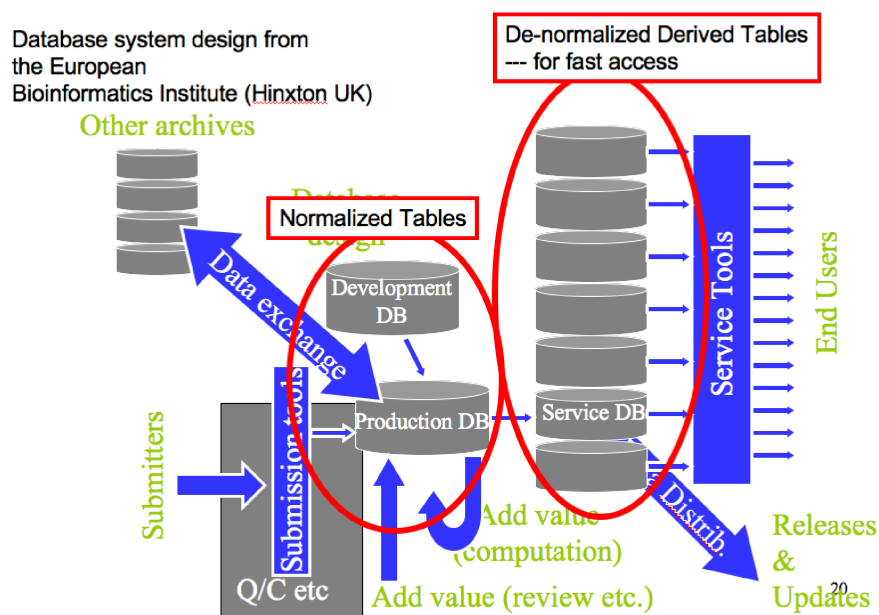 Database system design from
the European
Bioinformatics Institute (Hinxton UK)
De-normalized Derived Tables
--- for fast access
Other archives
Database
design
Normalized Tables
Data exchange
Development
DB
Production DB
Service DB
Service Tools
End Users
Submitters
Submission tools
Q/C etc
Add value
(computation)
Add value (review etc.)
Distrib.
Releases
&
Updates
20